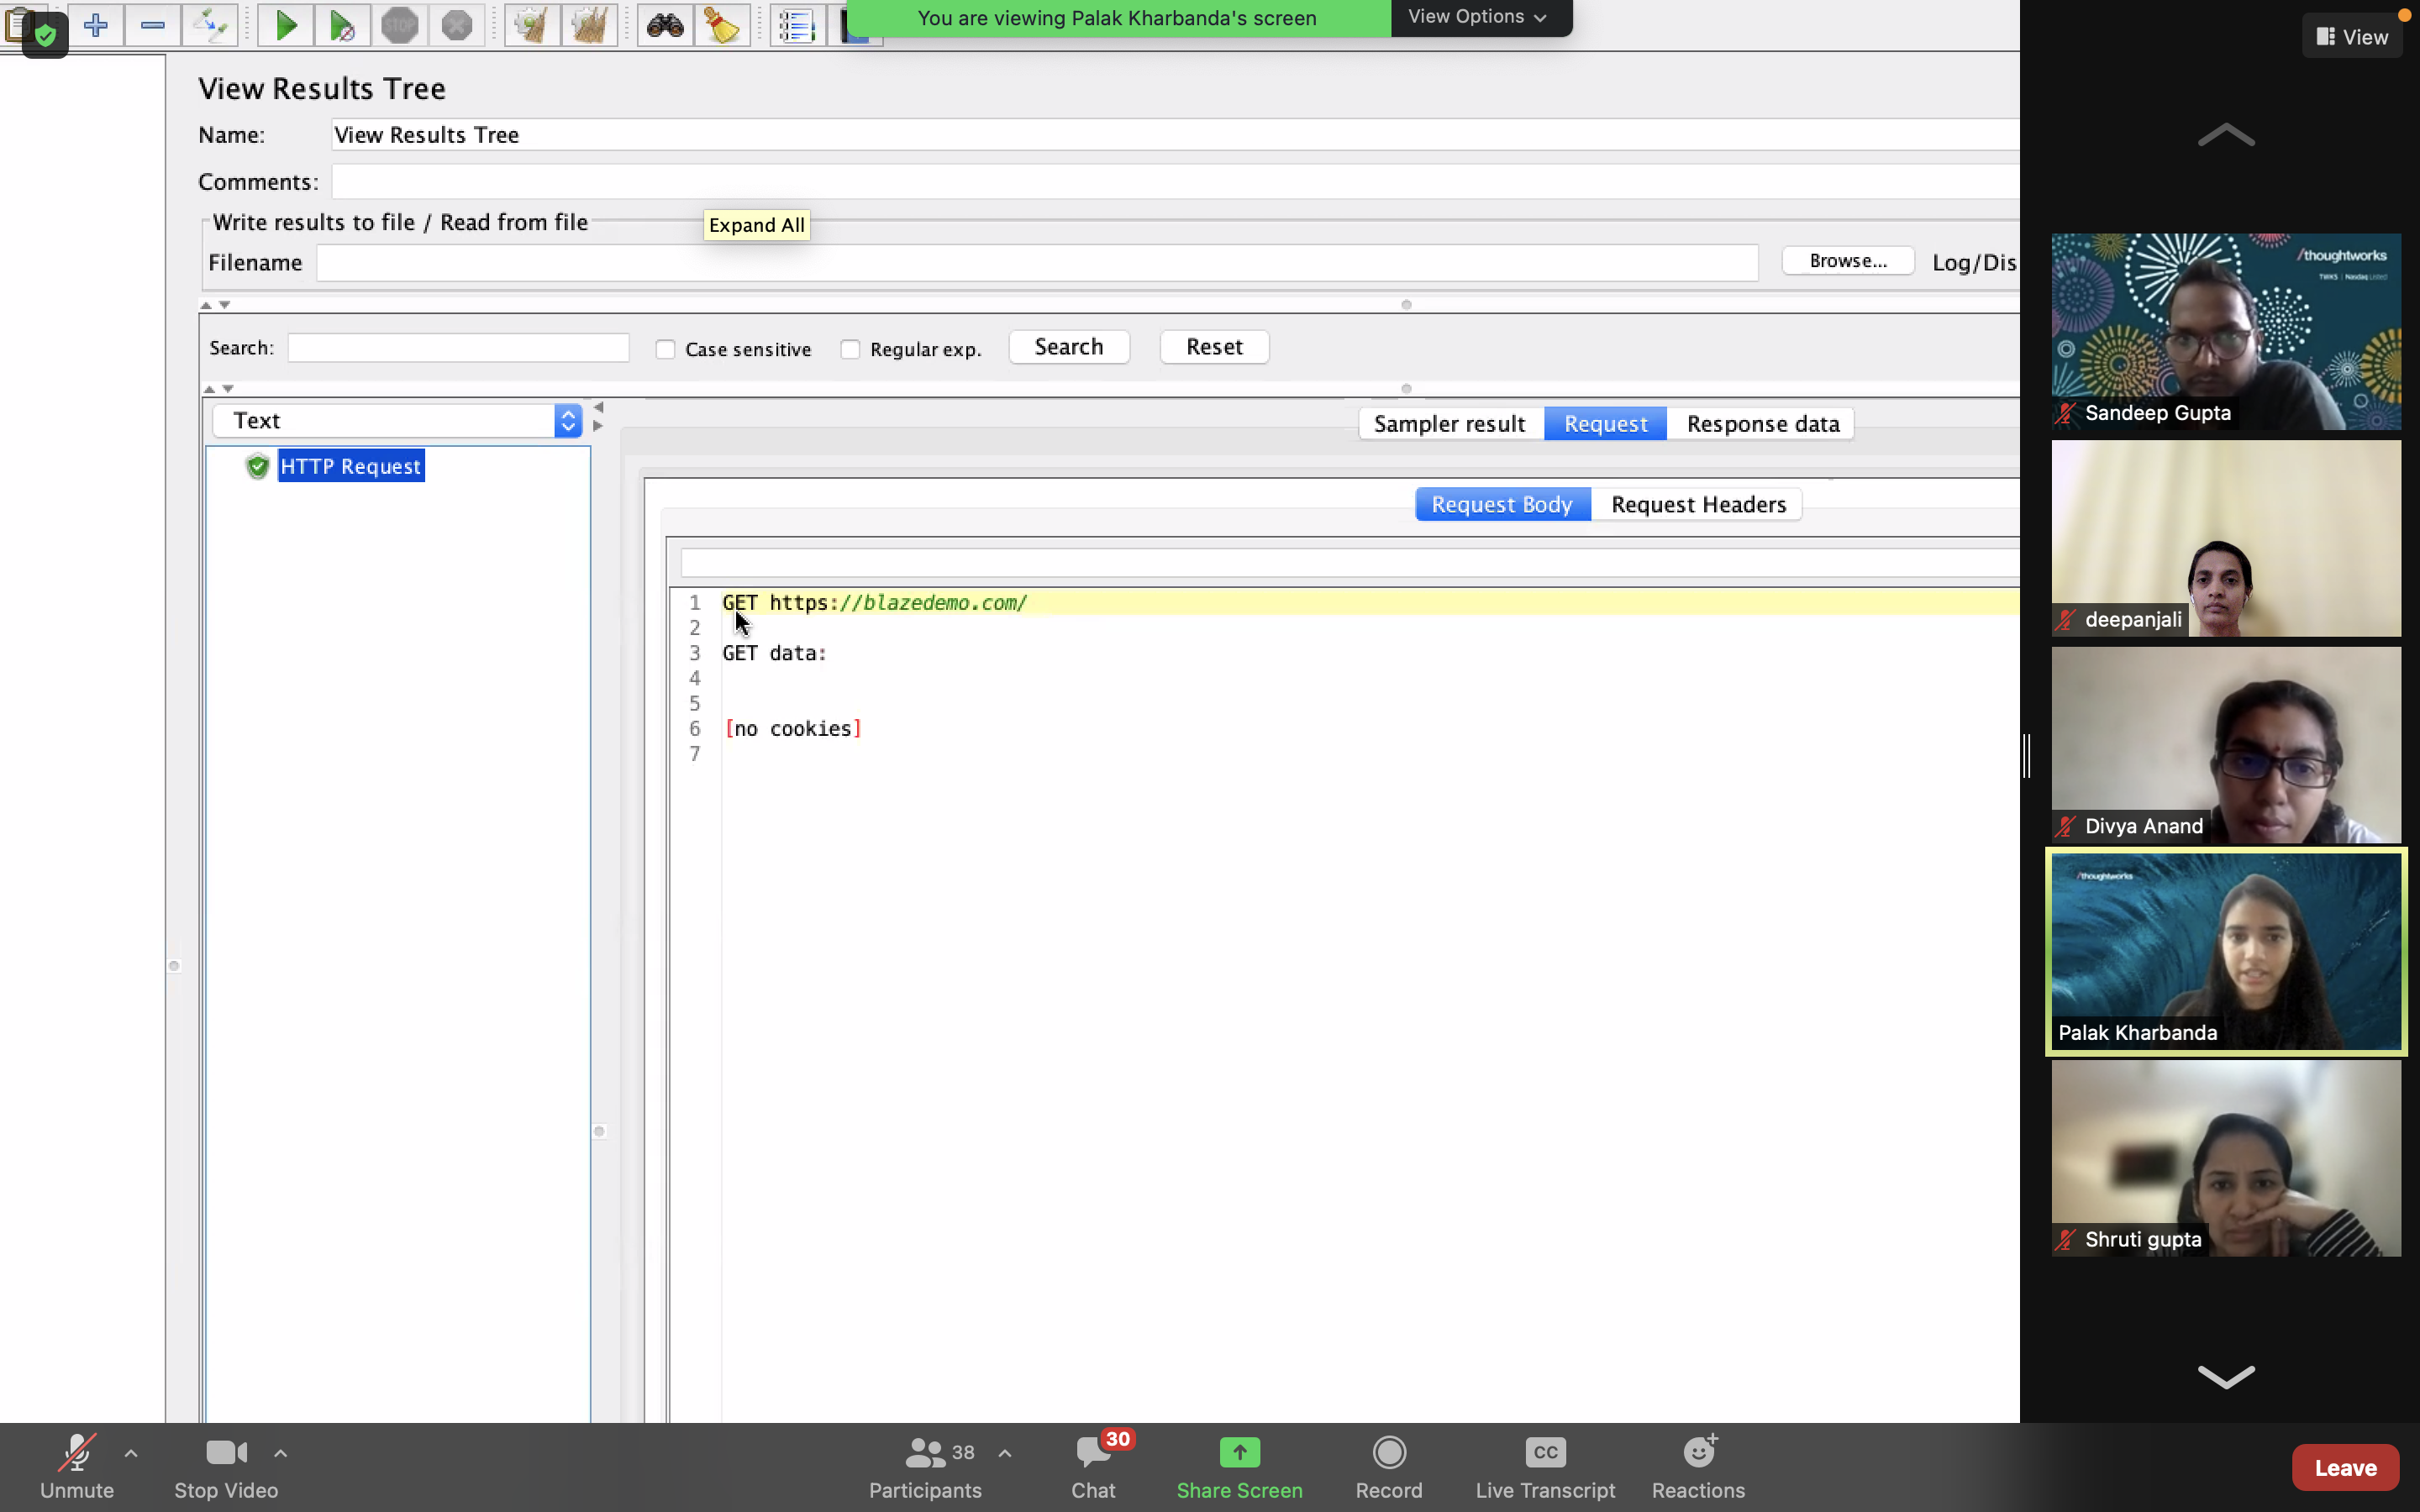 STOP
You are viewing Palak Kharbanda's screen
View Options
View
View Results Tree
Name: View Results Tree
Comments:
Write results to file / Read from file
Expand All
Filename
Browse...
Log/Dis
Search:
Case sensitive
Regular exp.
Search
Reset
Text
HTTP Request
Sampler result
Request
Response data
Request Body
Request Headers
1 GET https://blazedemo.com/
2
3 GET data:
4
5
6 [no cookies]
7
/thoughtworks
TWKS | Nasdaq Listed
Sandeep Gupta
deepanjali
Divya Anand
/thoughtworks
Palak Kharbanda
Shruti gupta
Unmute
Stop Video
38
Participants
30
Chat
Share Screen
Record
CC
Live Transcript
Reactions
Leave